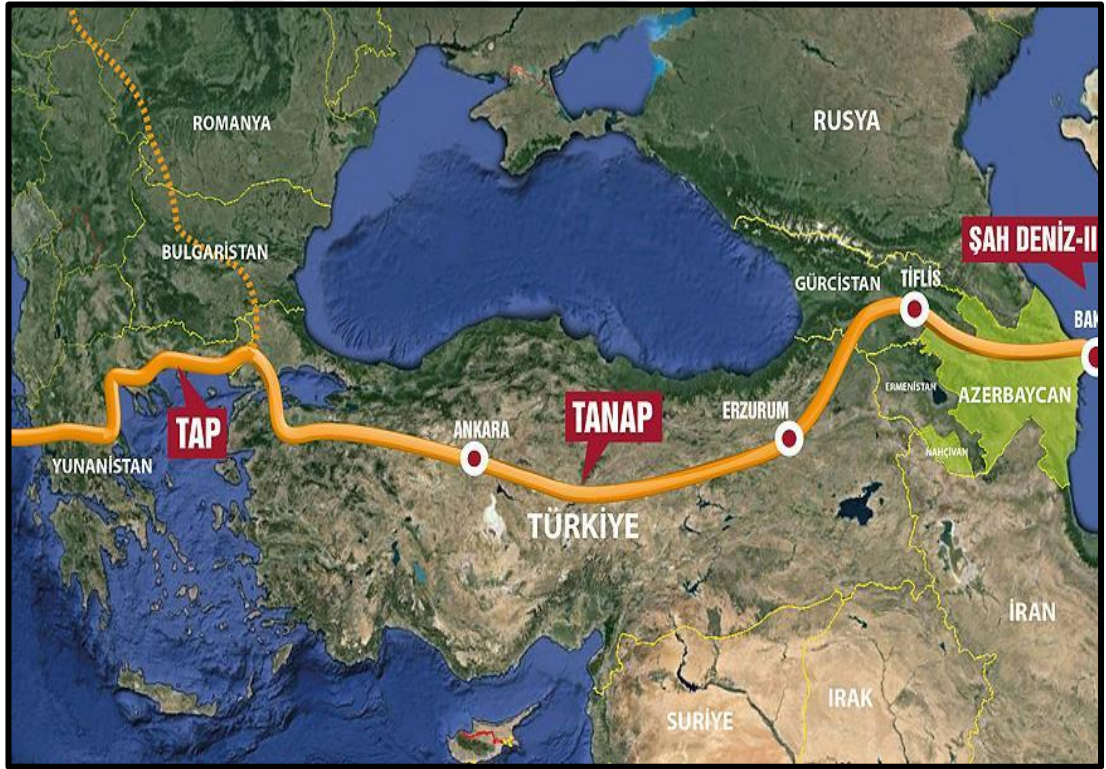 ROMANYA
RUSYA
BULGARİSTAN
ŞAH DENİZ-II
GÜRCİSTAN
TİFLİS
BAK
ERMENİSTAN
AZERBAYCAN
NAHÇİVAN
TAP
ANKARA
TANAP
ERZURUM
YUNANİSTAN
TÜRKİYE
İRAN
SURİYE
IRAK